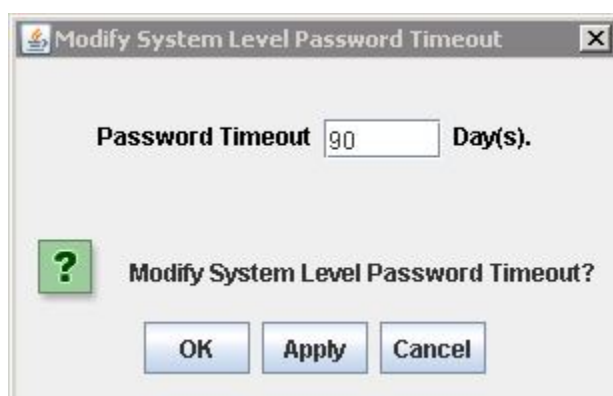 Modify System Level Password Timeout
Password Timeout 90 Day(s).
? Modify System Level Password Timeout?
OK Apply Cancel